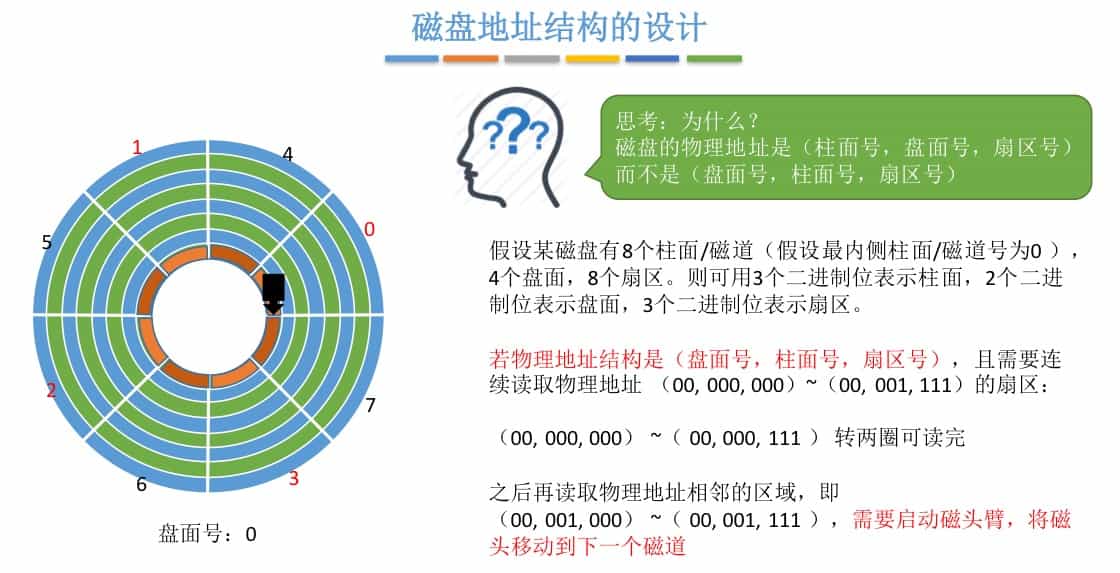 磁盘地址结构的设计
思考：为什么？
磁盘的物理地址是（柱面号，盘面号，扇区号）
而不是（盘面号，柱面号，扇区号）
???
1
4
0
5
2
7
6
3
盘面号：0
假设某磁盘有8个柱面/磁道（假设最内侧柱面/磁道号为0 ），
4个盘面，8个扇区。则可用3个二进制位表示柱面，2个二进
制位表示盘面，3个二进制位表示扇区。
若物理地址结构是（盘面号，柱面号，扇区号），且需要连
续读取物理地址 （00, 000, 000）~（00, 001, 111）的扇区：
（00, 000, 000） ~（ 00, 000, 111 ） 转两圈可读完
之后再读取物理地址相邻的区域，即
（00, 001, 000） ~（ 00, 001, 111 ），需要启动磁头臂，将磁
头移动到下一个磁道